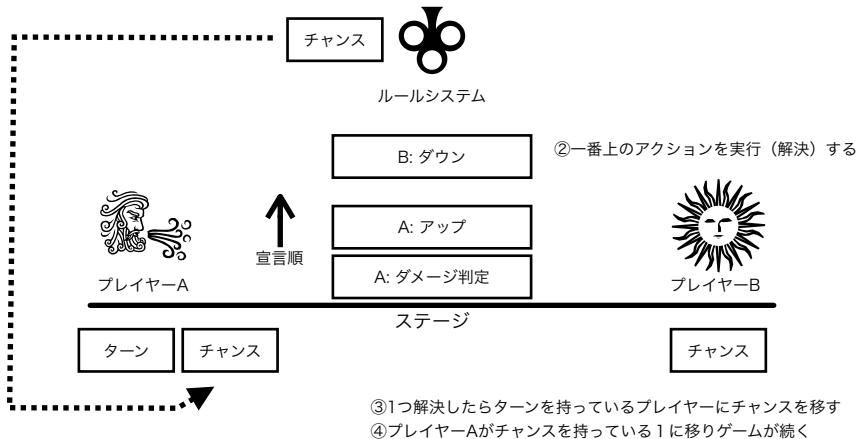 チャンス
ルールシステム
B: ダウン
②一番上のアクションを実行（解決）する
A: アップ
宣言順
A: ダメージ判定
プレイヤーA
プレイヤーB
ステージ
ターン
チャンス
チャンス
③1つ解決したらターンを持っているプレイヤーにチャンスを移す
④プレイヤーAがチャンスを持っている１に移りゲームが続く